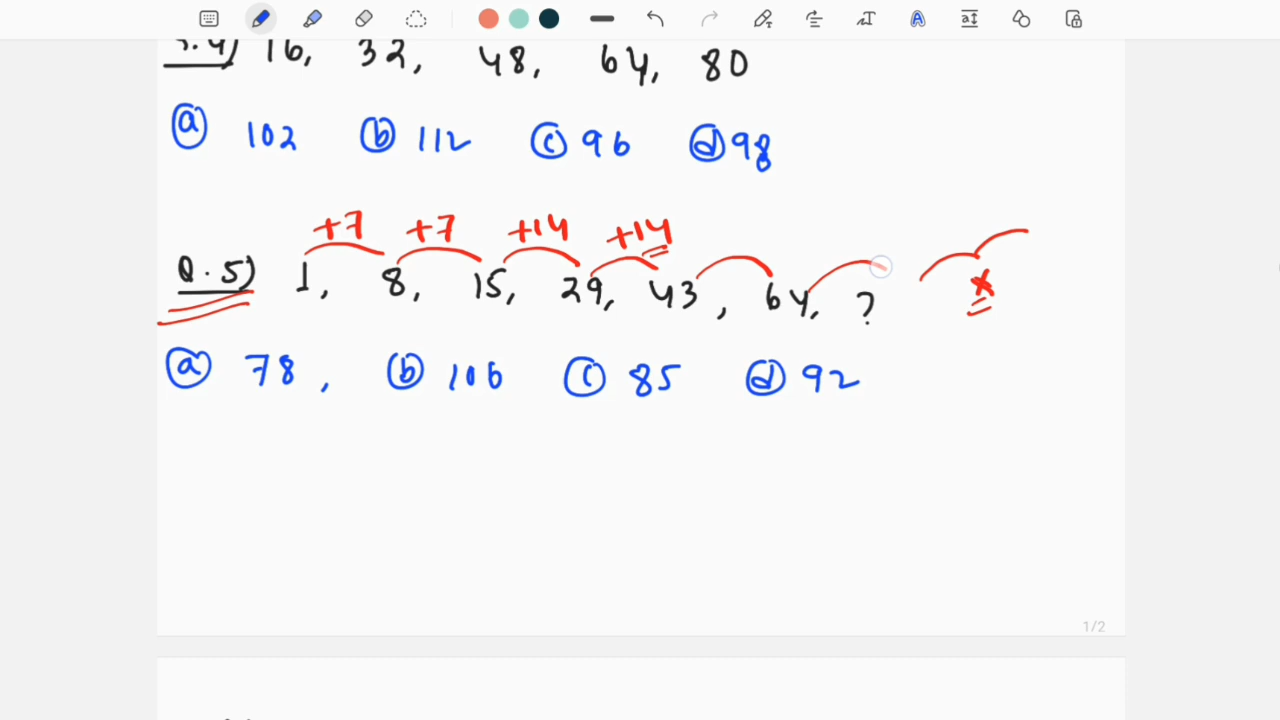 16, 32, 48, 64, 80
(a) 102 (b) 112 (c) 96 (d) 98
+7 +7 +14 +14
Q.5) 1, 8, 15, 29, 43, 64, ?
(a) 78, (b) 106 (c) 85 (d) 92
1/2